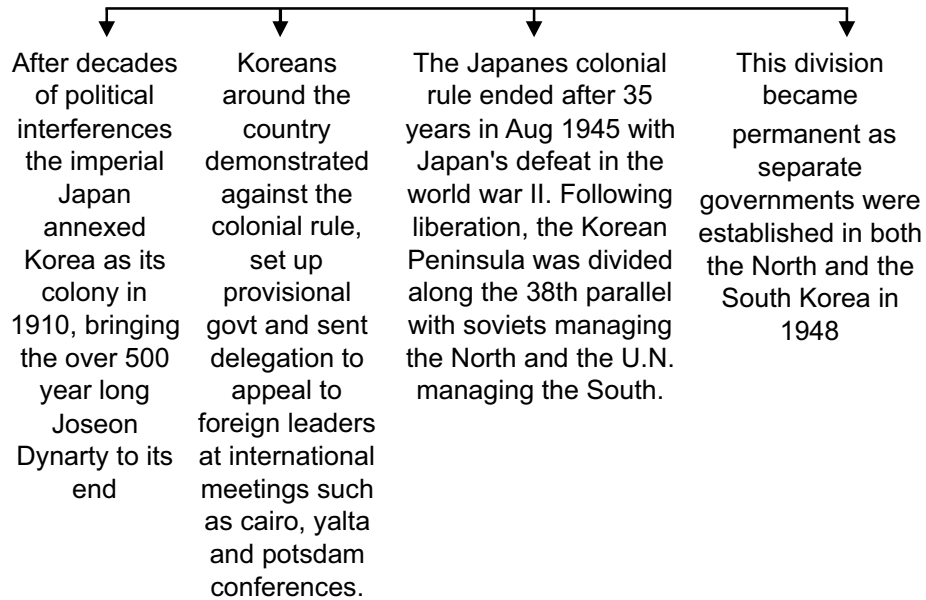 After decades
of political
interferences
the imperial
Japan
annexed
Korea as its
colony in
1910, bringing
the over 500
year long
Joseon
Dynarty to its
end
Koreans
around the
country
demonstrated
against the
colonial rule,
set up
provisional
govt and sent
delegation to
appeal to
foreign leaders
at international
meetings such
as cairo, yalta
and potsdam
conferences.
The Japanes colonial
rule ended after 35
years in Aug 1945 with
Japan's defeat in the
world war II. Following
liberation, the Korean
Peninsula was divided
along the 38th parallel
with soviets managing
the North and the U.N.
managing the South.
This division
became
permanent as
separate
governments were
established in both
the North and the
South Korea in
1948